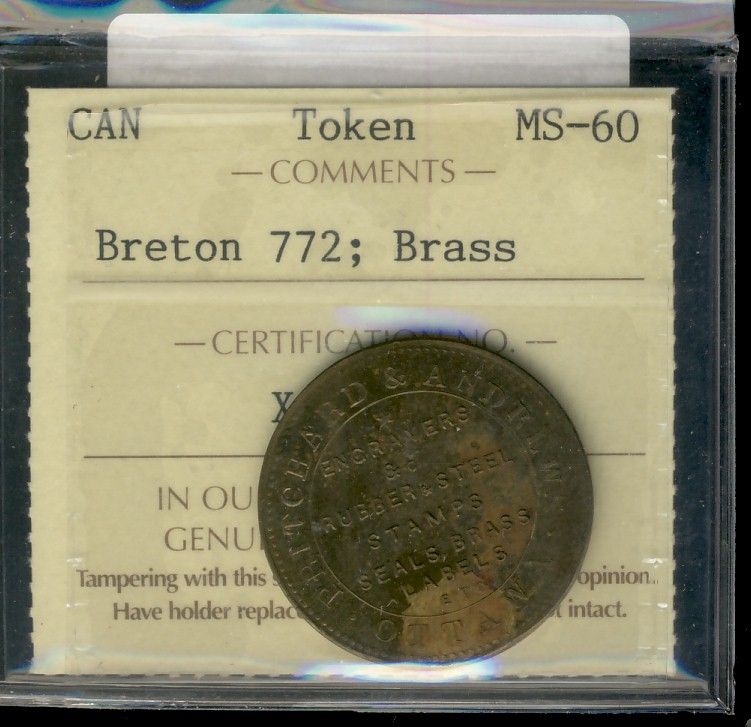 CAN Token MS-60
— COMMENTS —
Breton 772; Brass
— CERTIFICATION NO. —
X
IN OU
GENU
Tampering with this s opinion.
Have holder replac t intact.
PRITCHARD & ANDREWS
OTTAWA
ENGRAVERS
&c
RUBBER & STEEL
STAMPS
SEALS, BRASS
LABELS
ETC